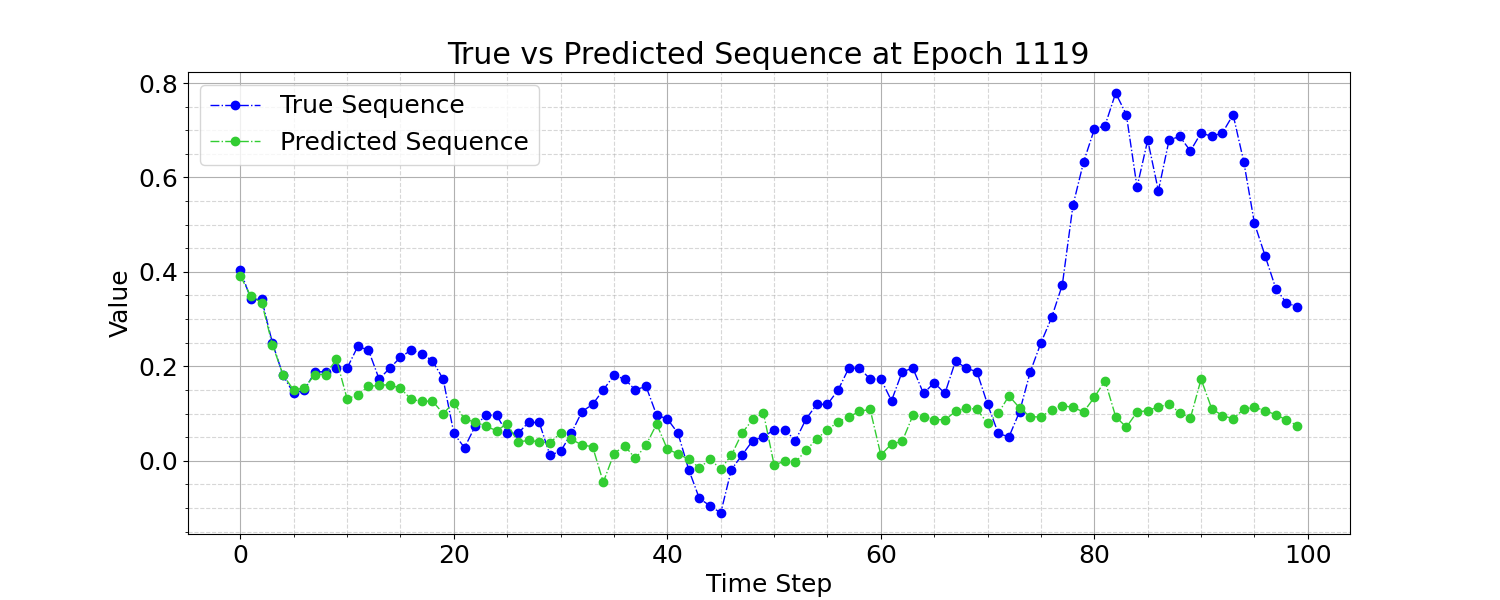 True vs Predicted Sequence at Epoch 1119
True Sequence
Predicted Sequence
Value
0.8
0.6
0.4
0.2
0.0
0 20 40 60 80 100
Time Step